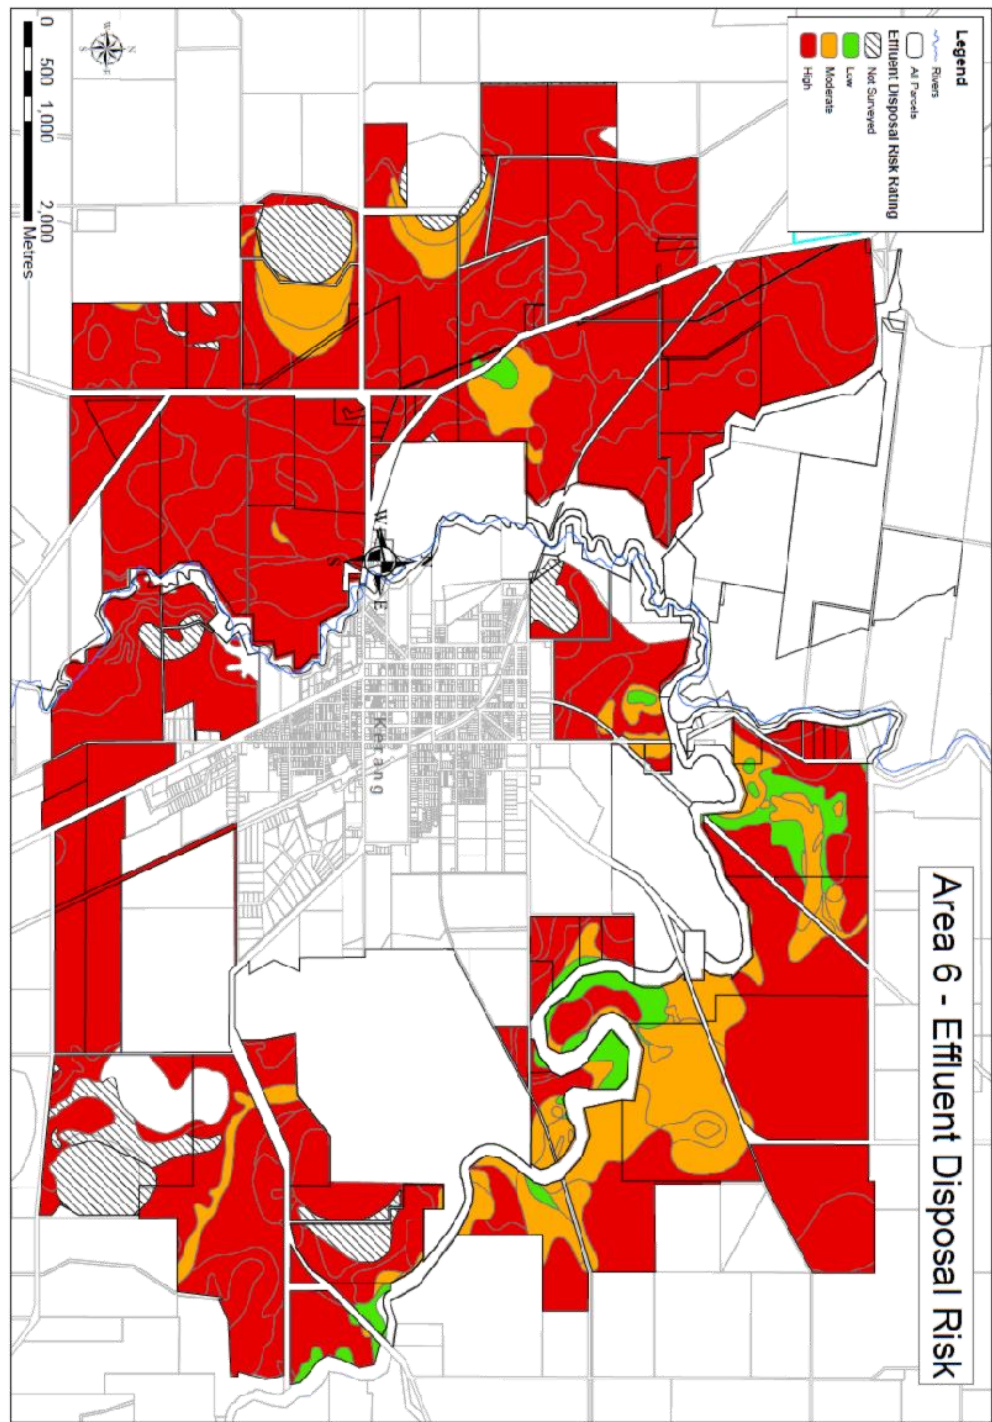 Area 6 - Effluent Disposal Risk
Legend
Rivers
All Parcels
Effluent Disposal Risk Rating
Not Surveyed
Low
Moderate
High
N
W
E
S
Kerang
N
W
E
S
0 500 1,000 2,000
Metres